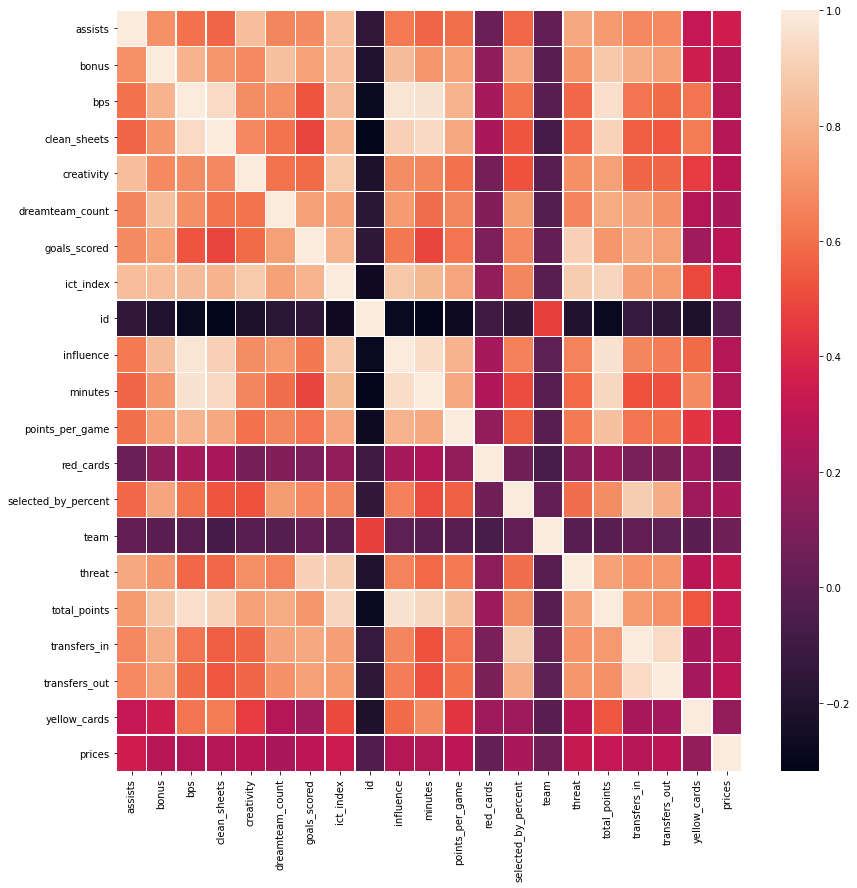 assists
bonus
bps
clean_sheets
creativity
dreamteam_count
goals_scored
ict_index
id
influence
minutes
points_per_game
red_cards
selected_by_percent
team
threat
total_points
transfers_in
transfers_out
yellow_cards
prices
assists
bonus
bps
clean_sheets
creativity
dreamteam_count
goals_scored
ict_index
id
influence
minutes
points_per_game
red_cards
selected_by_percent
team
threat
total_points
transfers_in
transfers_out
yellow_cards
prices
1.0
0.8
0.6
0.4
0.2
0.0
−0.2